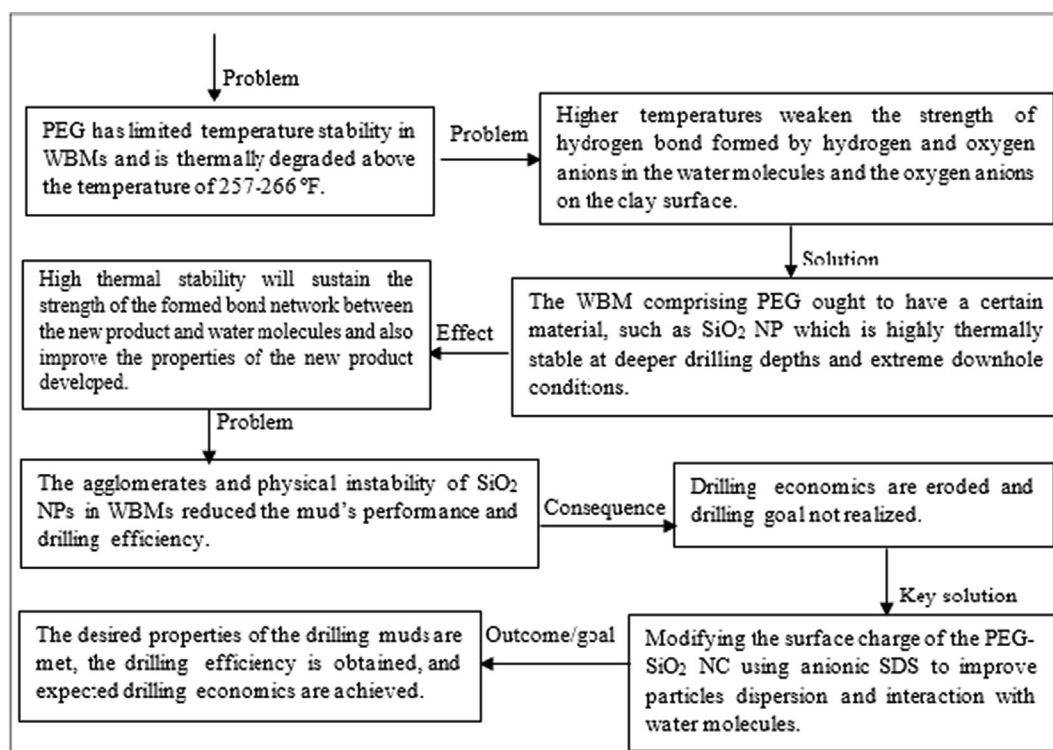 Problem
PEG has limited temperature stability in
WBMs and is thermally degraded above
the temperature of 257-266 °F.
Problem
Higher temperatures weaken the strength of
hydrogen bond formed by hydrogen and oxygen
anions in the water molecules and the oxygen anions
on the clay surface.
Solution
The WBM comprising PEG ought to have a certain
material, such as SiO₂ NP which is highly thermally
stable at deeper drilling depths and extreme downhole
conditions.
Effect
High thermal stability will sustain the
strength of the formed bond network between
the new product and water molecules and also
improve the properties of the new product
developed.
Problem
The agglomerates and physical instability of SiO₂
NPs in WBMs reduced the mud's performance and
drilling efficiency.
Consequence
Drilling economics are eroded and
drilling goal not realized.
Key solution
Modifying the surface charge of the PEG-
SiO₂ NC using anionic SDS to improve
particles dispersion and interaction with
water molecules.
Outcome/goal
The desired properties of the drilling muds are
met, the drilling efficiency is obtained, and
expected drilling economics are achieved.